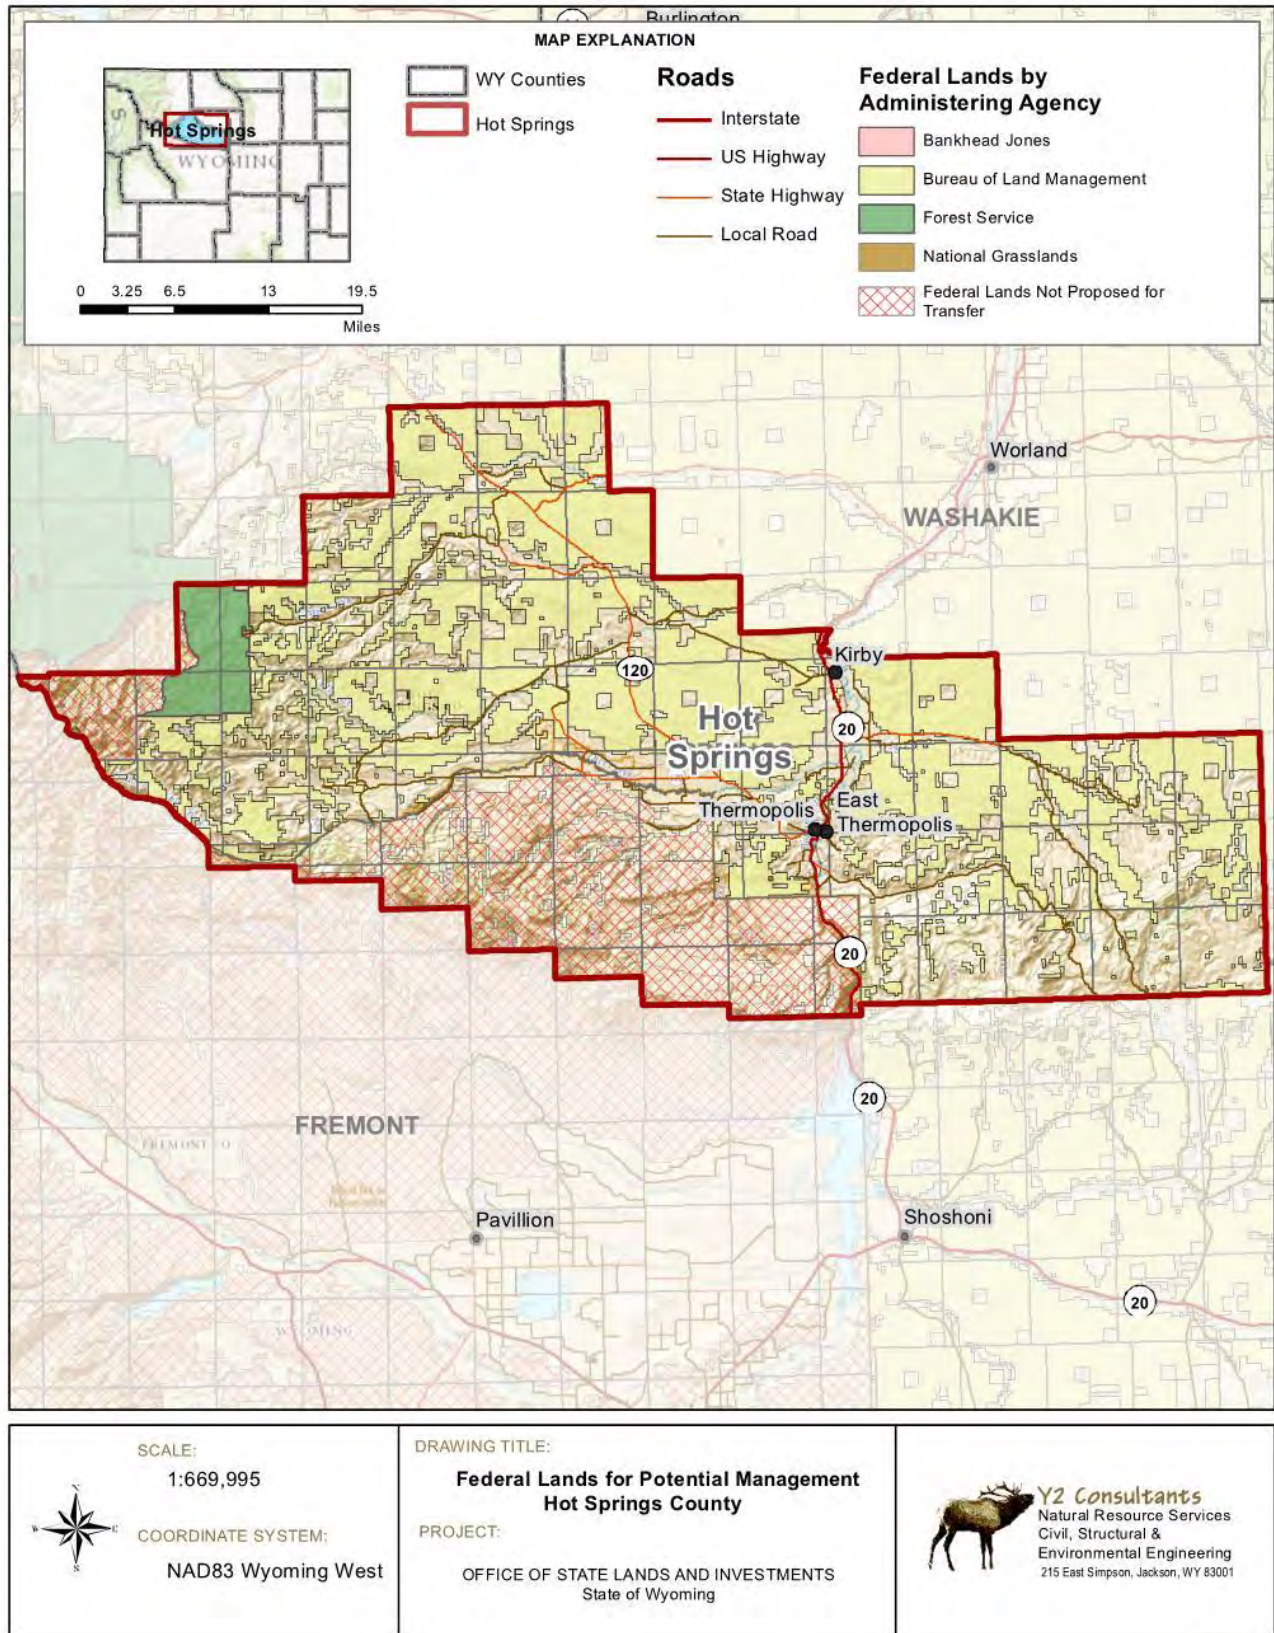 Burlington
MAP EXPLANATION
Hot Springs
WYOMING
0 3.25 6.5 13 19.5
Miles
WY Counties
Hot Springs
Roads
Interstate
US Highway
State Highway
Local Road
Federal Lands by
Administering Agency
Bankhead Jones
Bureau of Land Management
Forest Service
National Grasslands
Federal Lands Not Proposed for
Transfer
Worland
WASHAKIE
Kirby
120
Hot
Springs
20
East
Thermopolis
Thermopolis
20
FREMONT
20
FREMONT CO
Pavillion
Shoshoni
WYOMING
20
SCALE:
1:669,995
COORDINATE SYSTEM:
NAD83 Wyoming West
N
W E
S
DRAWING TITLE:
Federal Lands for Potential Management
Hot Springs County
PROJECT:
OFFICE OF STATE LANDS AND INVESTMENTS
State of Wyoming
Y2 Consultants
Natural Resource Services
Civil, Structural &
Environmental Engineering
215 East Simpson, Jackson, WY 83001